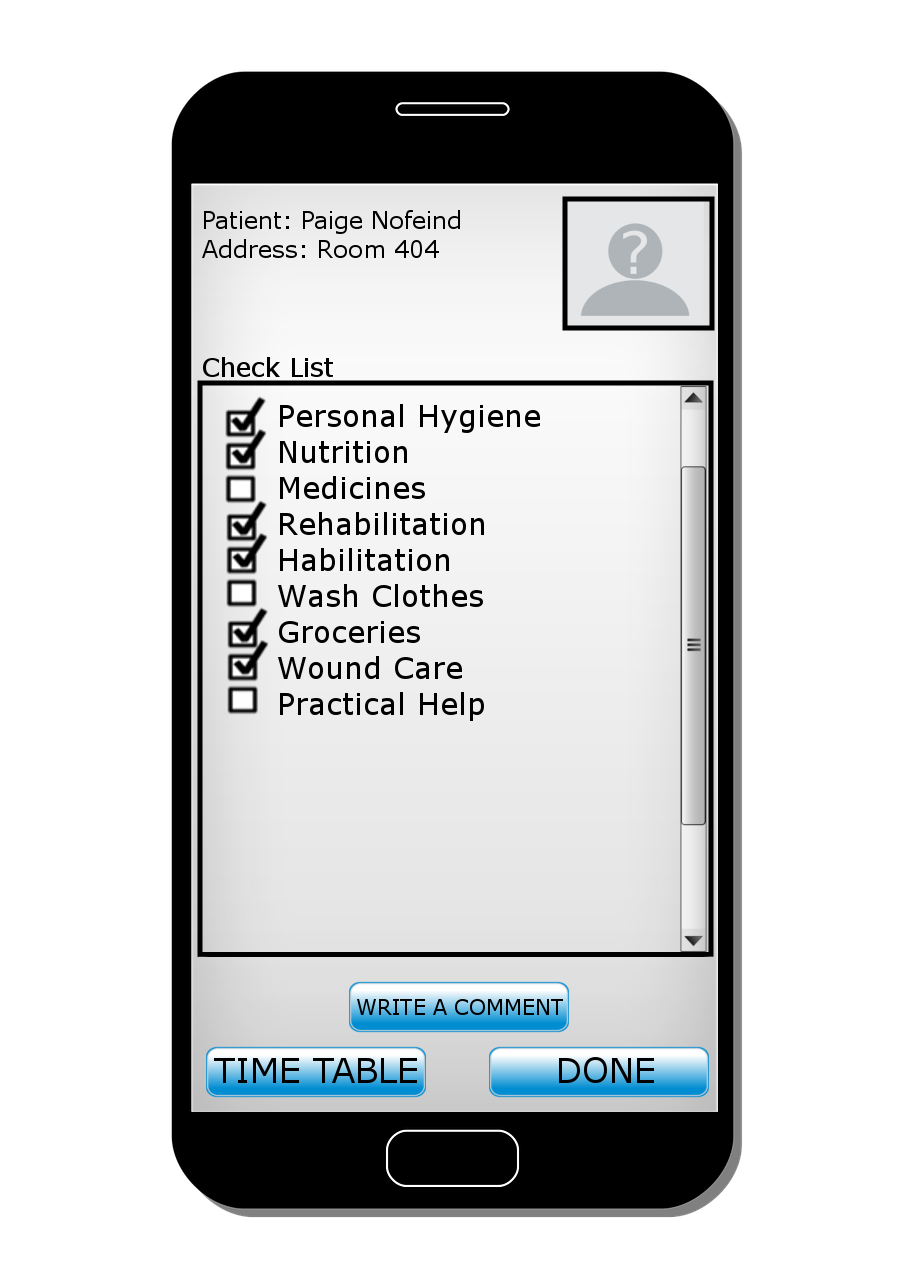 Patient: Paige Nofeind
Address: Room 404
?
Check List
Personal Hygiene
Nutrition
Medicines
Rehabilitation
Habilitation
Wash Clothes
Groceries
Wound Care
Practical Help
WRITE A COMMENT
TIME TABLE
DONE